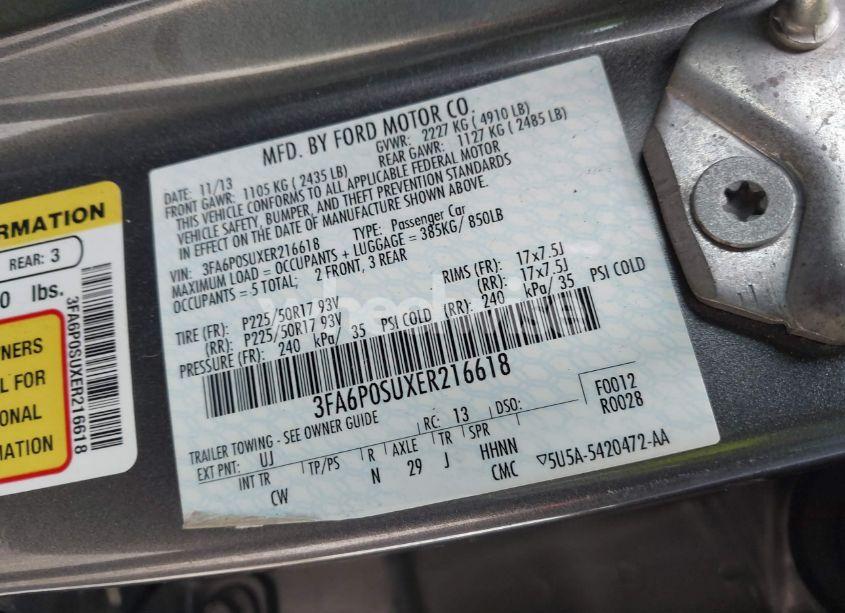 MFD. BY FORD MOTOR CO.
DATE: 11/13 GVWR: 2227 KG ( 4910 LB)
FRONT GAWR: 1105 KG ( 2435 LB) REAR GAWR: 1127 KG ( 2485 LB)
THIS VEHICLE CONFORMS TO ALL APPLICABLE FEDERAL MOTOR
VEHICLE SAFETY, BUMPER, AND THEFT PREVENTION STANDARDS
IN EFFECT ON THE DATE OF MANUFACTURE SHOWN ABOVE.
VIN: 3FA6P0SUXER216618 TYPE: Passenger Car
MAXIMUM LOAD = OCCUPANTS + LUGGAGE = 385KG/ 850LB
OCCUPANTS = 5 TOTAL; 2 FRONT, 3 REAR
TIRE (FR): P225/50R17 93V RIMS (FR): 17x7.5J
(RR): P225/50R17 93V (RR): 17x7.5J
PRESSURE (FR): 240 kPa/ 35 PSI COLD (RR): 240 kPa/ 35 PSI COLD
3FA6P0SUXER216618
F0012
R0028
TRAILER TOWING - SEE OWNER GUIDE RC: 13 DSO:
EXT PNT: UJ INT TR TP/PS R AXLE TR SPR
CW N 29 J HHNN
CMC ▽5U5A-5420472-AA
RMATION
REAR: 3
0 lbs.
WNERS
L FOR
IONAL
MATION
3FA6P0SUXER216618